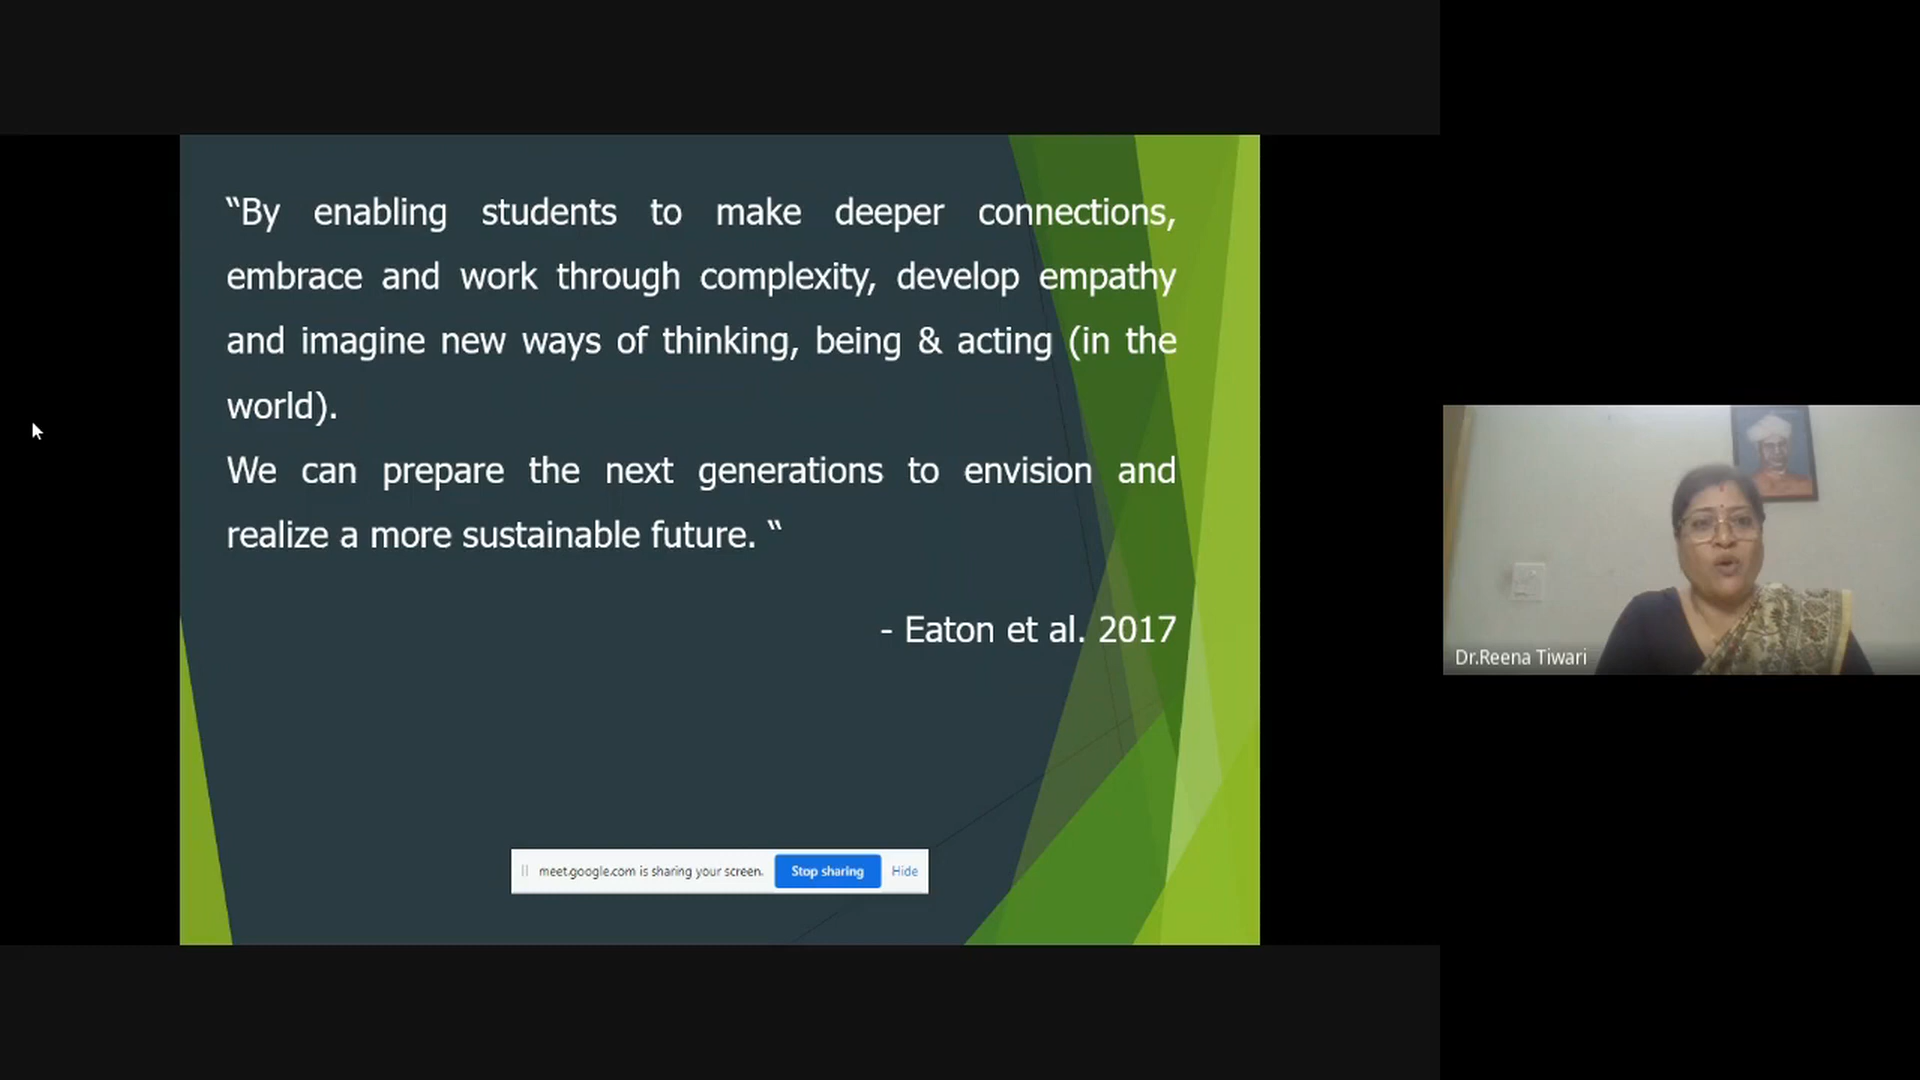 “By enabling students to make deeper connections,
embrace and work through complexity, develop empathy
and imagine new ways of thinking, being & acting (in the
world).
We can prepare the next generations to envision and
realize a more sustainable future. “
- Eaton et al. 2017
meet.google.com is sharing your screen. Stop sharing Hide
Dr.Reena Tiwari